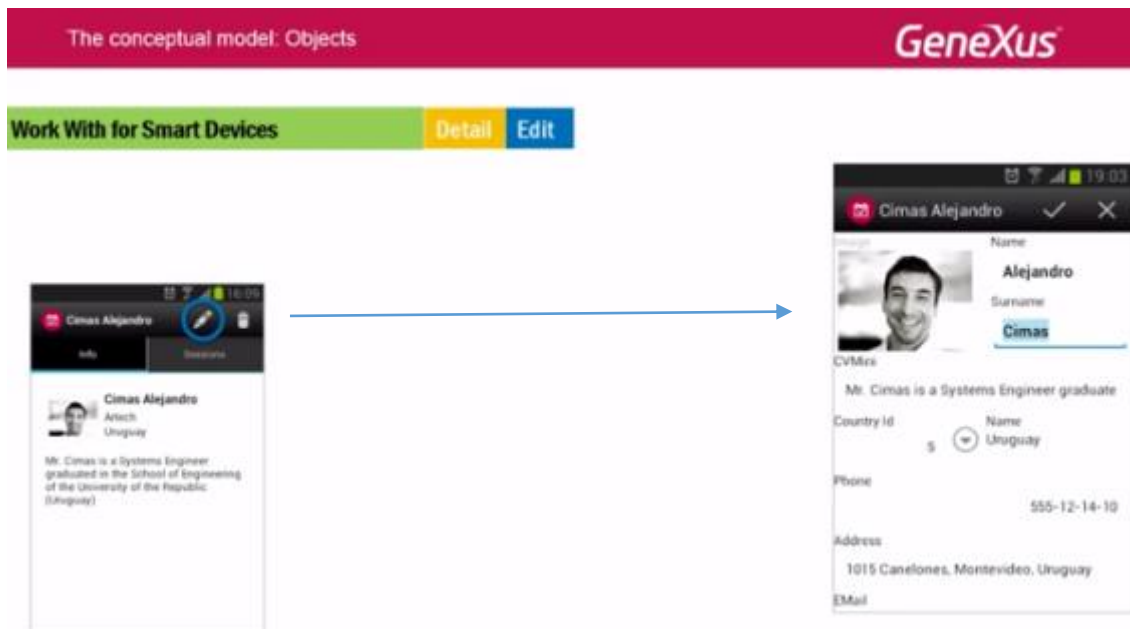 The conceptual model: Objects
GeneXus
Work With for Smart Devices
Detail Edit
16:09
Cimas Alejandro
Info
Sessions
Cimas Alejandro
Artech
Uruguay
Mr. Cimas is a Systems Engineer
graduated in the School of Engineering
of the University of the Republic
(Uruguay)
19:03
Cimas Alejandro
Image
Name
Alejandro
Surname
Cimas
CVMini
Mr. Cimas is a Systems Engineer graduate
Country Id
Name
5
Uruguay
Phone
555-12-14-10
Address
1015 Canelones, Montevideo, Uruguay
EMail